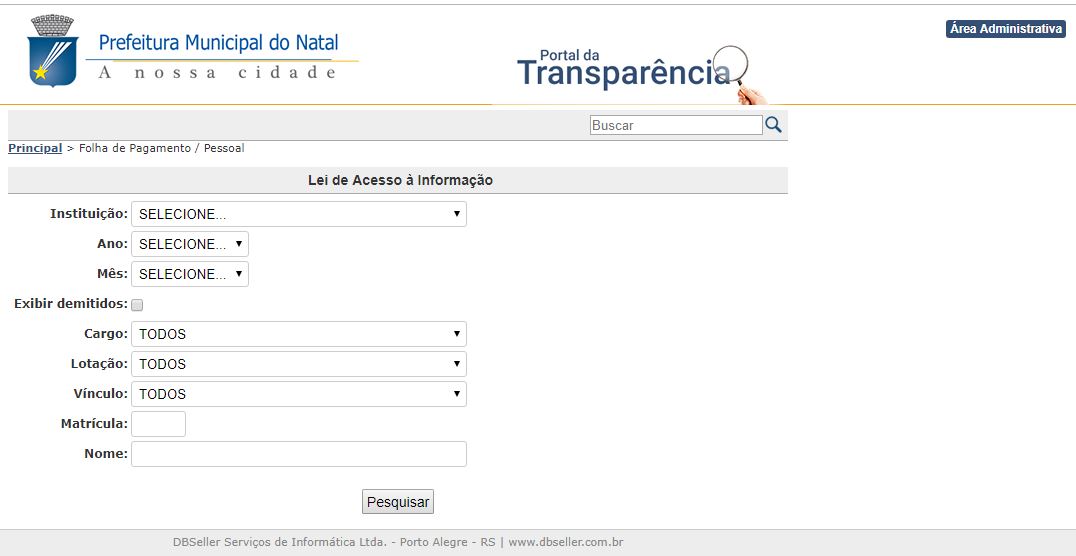 Prefeitura Municipal do Natal
A nossa cidade
Portal da
Transparência
Área Administrativa
Buscar
Principal > Folha de Pagamento / Pessoal
Lei de Acesso à Informação
Instituição: SELECIONE...
Ano: SELECIONE...
Mês: SELECIONE...
Exibir demitidos:
Cargo: TODOS
Lotação: TODOS
Vínculo: TODOS
Matrícula:
Nome:
Pesquisar
DBSeller Serviços de Informática Ltda. - Porto Alegre - RS | www.dbseller.com.br